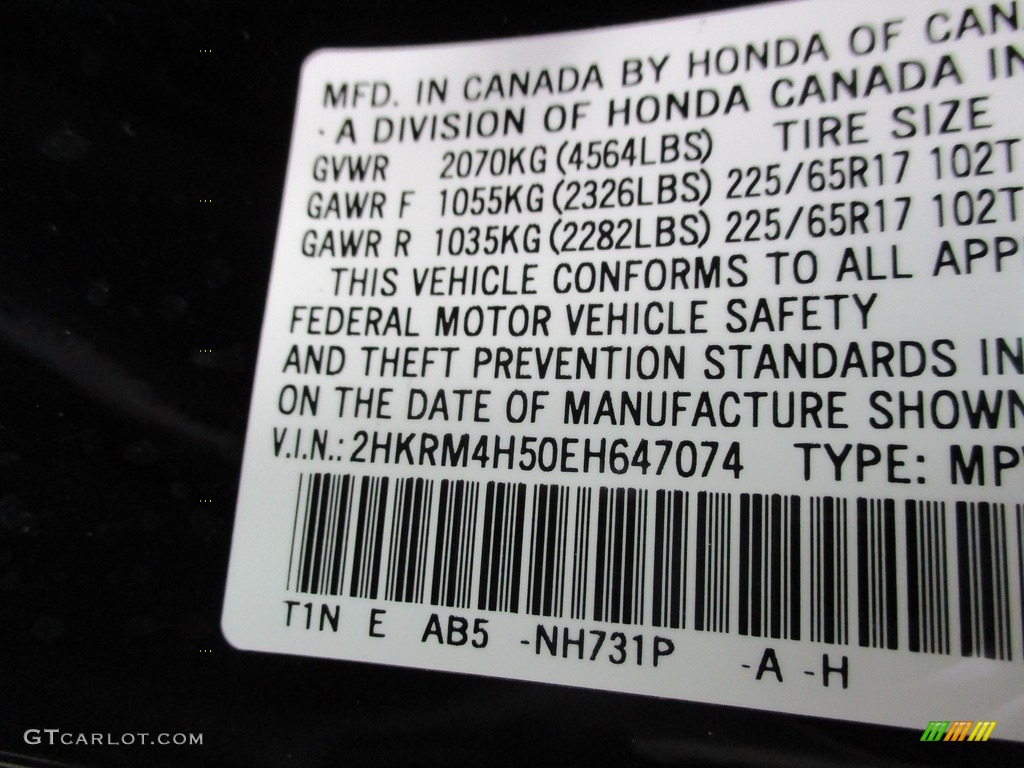 MFD. IN CANADA BY HONDA OF CAN
A DIVISION OF HONDA CANADA IN
TIRE SIZE
GVWR 2070KG (4564LBS)
GAWR F 1055KG (2326LBS) 225/65R17 102T
GAWR R 1035KG (2282LBS) 225/65R17 102T
THIS VEHICLE CONFORMS TO ALL APP
FEDERAL MOTOR VEHICLE SAFETY
AND THEFT PREVENTION STANDARDS IN
ON THE DATE OF MANUFACTURE SHOWN
V.I.N.: 2HKRM4H50EH647074 TYPE: MPV
T1N E AB5 -NH731P -A -H
GTCARLOT.COM